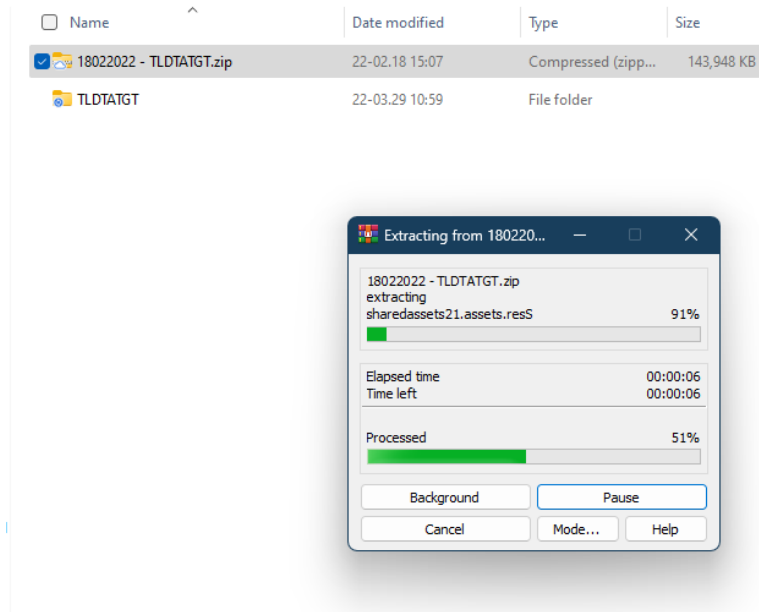 Name Date modified Type Size
18022022 - TLDTATGT.zip 22-02.18 15:07 Compressed (zipp... 143,948 KB
TLDTATGT 22-03.29 10:59 File folder
Extracting from 180220...
18022022 - TLDTATGT.zip
extracting
sharedassets21.assets.resS 91%
Elapsed time 00:00:06
Time left 00:00:06
Processed 51%
Background Pause
Cancel Mode... Help